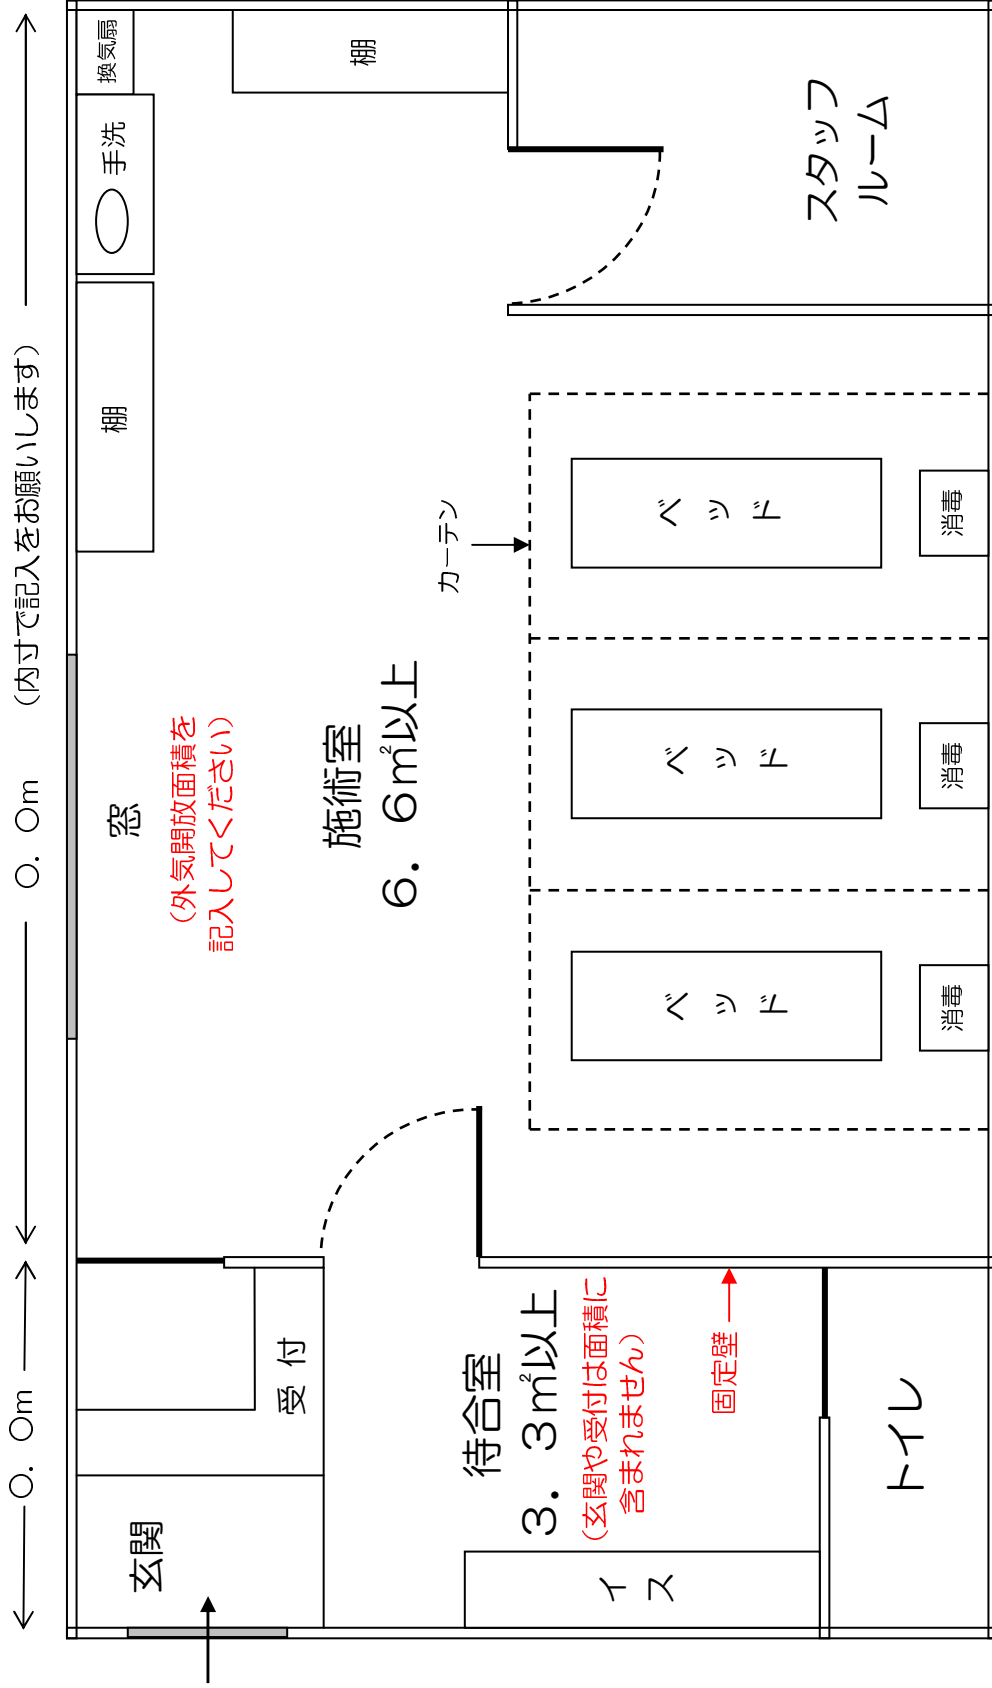 ○．○m
○．○m　（内寸で記入をお願いします）
玄関
受付
窓
（外気開放面積を
記入してください）
棚
手洗
換気扇
棚
施術室
６．６㎡以上
カーテン
待合室
３．３㎡以上
（玄関や受付は面積に
含まれません）
イス
固定壁
トイレ
ベッド
消毒
ベッド
消毒
ベッド
消毒
スタッフ
ルーム